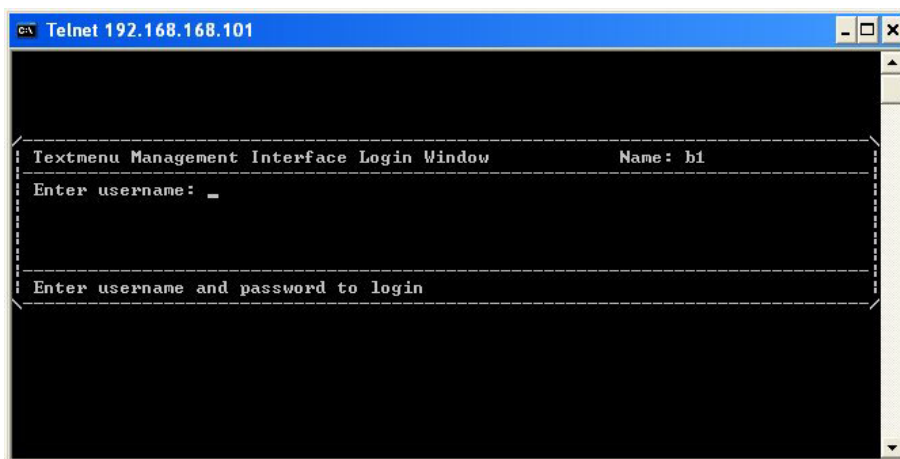 Telnet 192.168.168.101
Textmenu Management Interface Login Window Name: b1
Enter username: _
Enter username and password to login